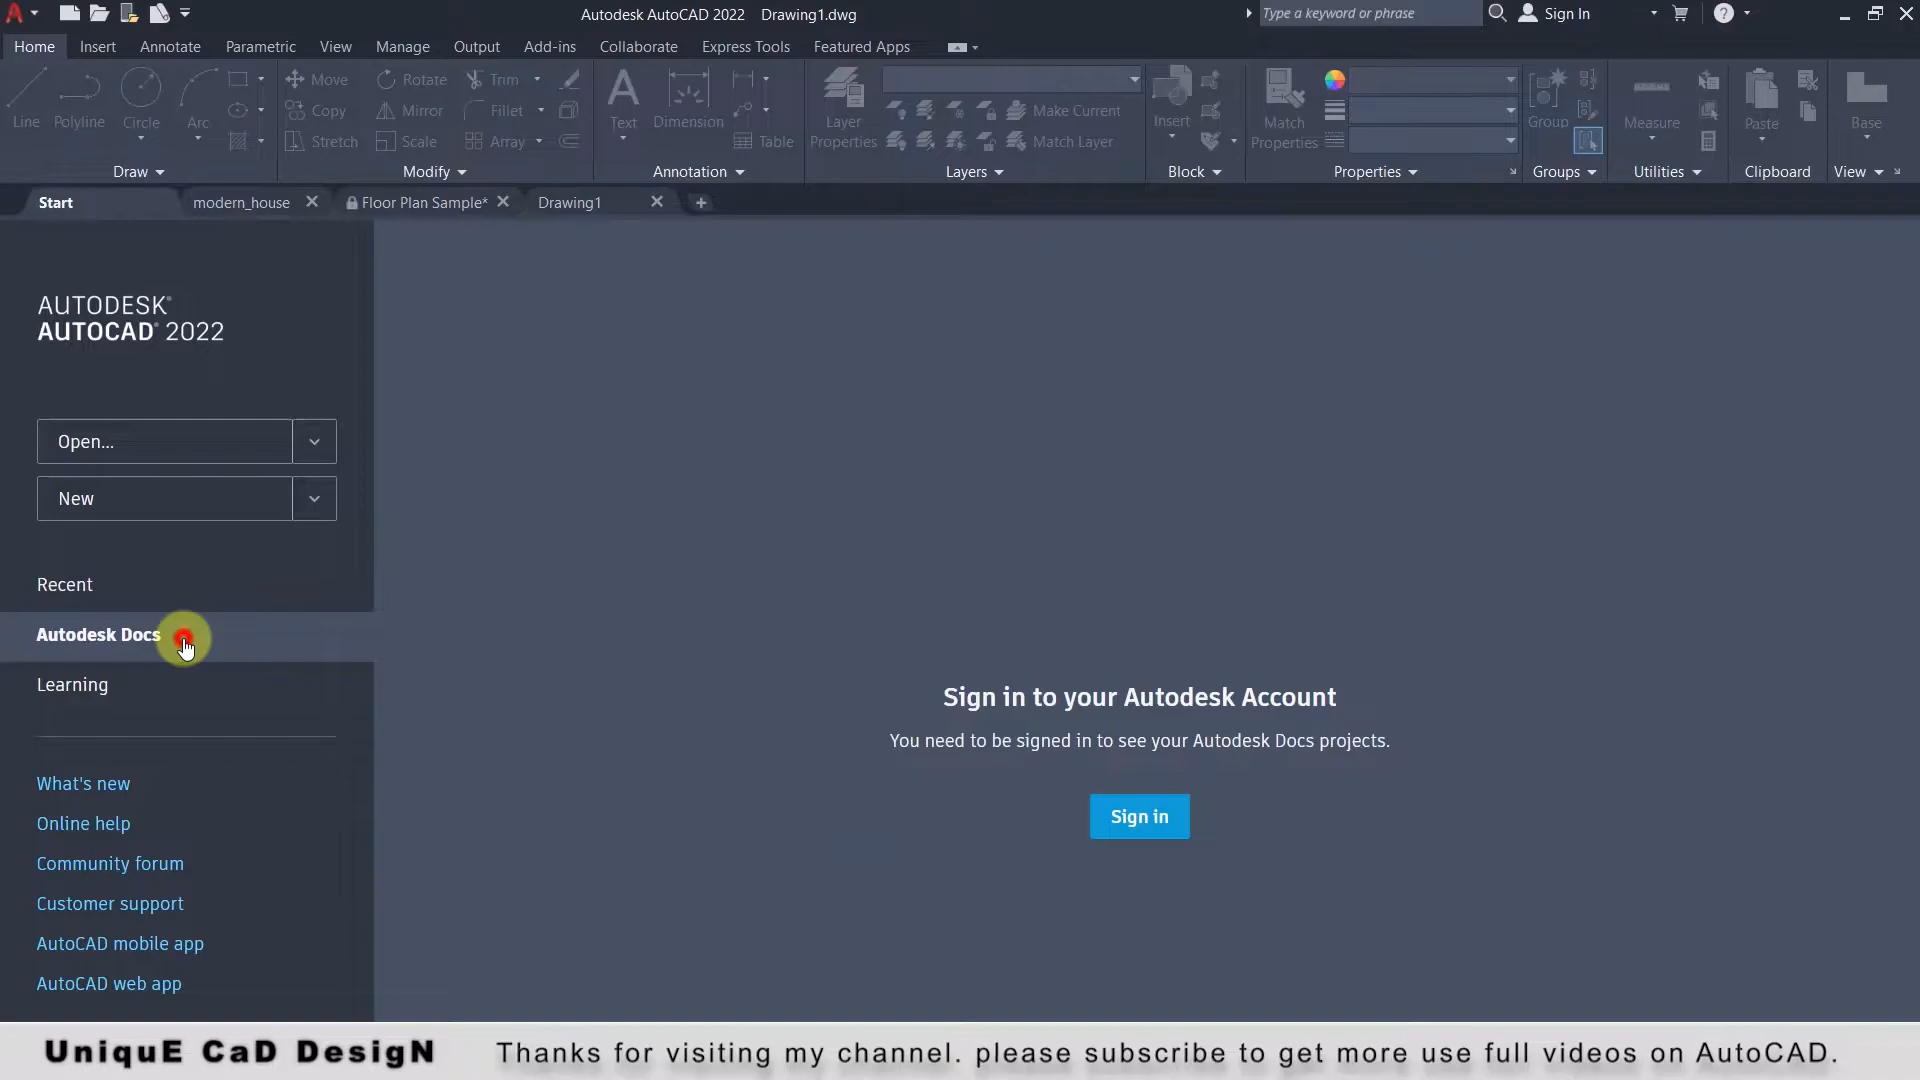 Autodesk AutoCAD 2022 Drawing1.dwg
Type a keyword or phrase
Sign In
Home Insert Annotate Parametric View Manage Output Add-ins Collaborate Express Tools Featured Apps
Line Polyline Circle Arc
Move Rotate Trim
Copy Mirror Fillet
Stretch Scale Array
Text Dimension
Table
Layer Properties
Make Current
Match Layer
Insert
Match Properties
Group
Measure
Paste
Base
Draw Modify Annotation Layers Block Properties Groups Utilities Clipboard View
Start modern_house Floor Plan Sample* Drawing1
AUTODESK®
AUTOCAD® 2022
Open...
New
Recent
Autodesk Docs
Learning
What's new
Online help
Community forum
Customer support
AutoCAD mobile app
AutoCAD web app
Sign in to your Autodesk Account
You need to be signed in to see your Autodesk Docs projects.
Sign in
UniquE CaD DesigN Thanks for visiting my channel. please subscribe to get more use full videos on AutoCAD.